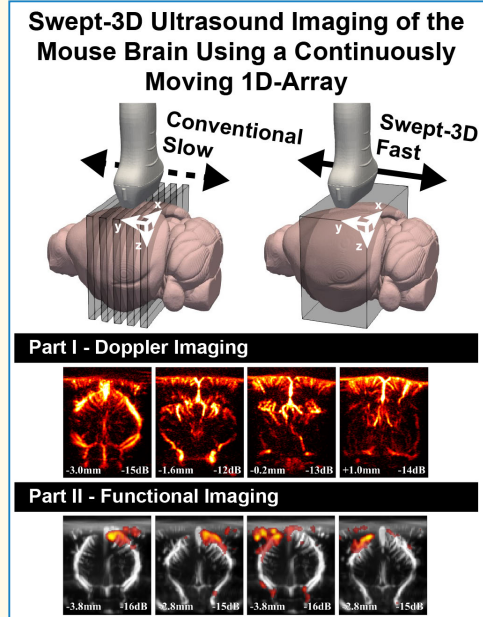 Swept-3D Ultrasound Imaging of the
Mouse Brain Using a Continuously
Moving 1D-Array
Conventional
Slow
Swept-3D
Fast
x
y
z
x
y
z
Part I - Doppler Imaging
-3.0mm -15dB
-1.6mm -12dB
-0.2mm -13dB
+1.0mm -14dB
Part II - Functional Imaging
-3.8mm -16dB
-2.8mm -15dB
-3.8mm -16dB
-2.8mm -15dB